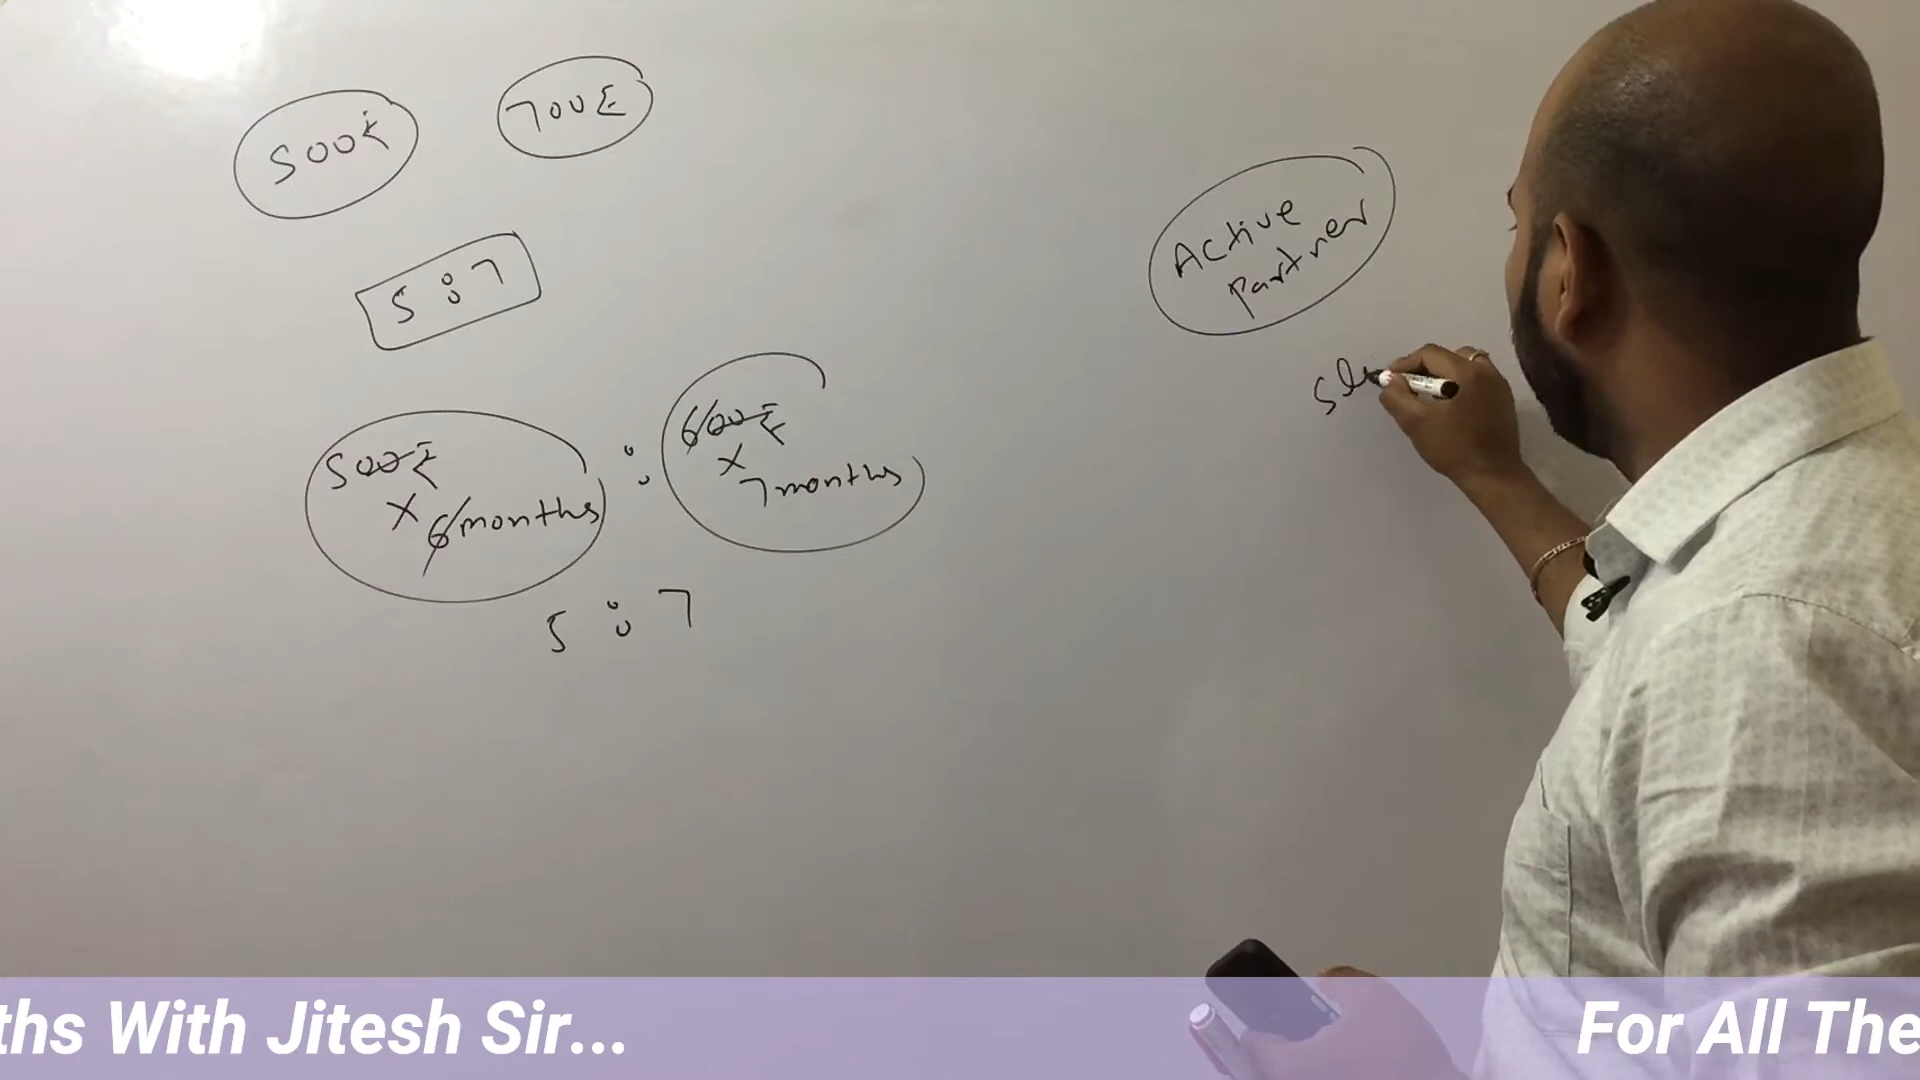 500₹
700₹
5 : 7
500₹
× 6 months
:
600₹
× 7 months
5 : 7
Active
partner
sl
ths With Jitesh Sir...
For All The